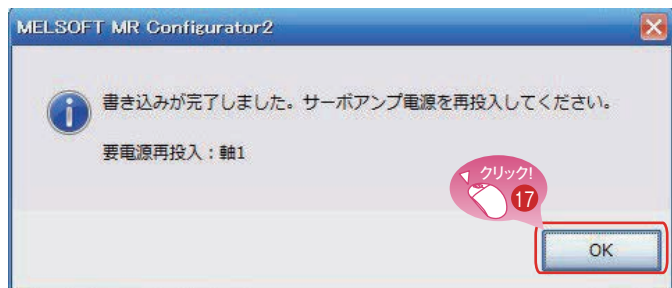 MELSOFT MR Configurator2
書き込みが完了しました。サーボアンプ電源を再投入してください。
要電源再投入：軸1
クリック!
17
OK